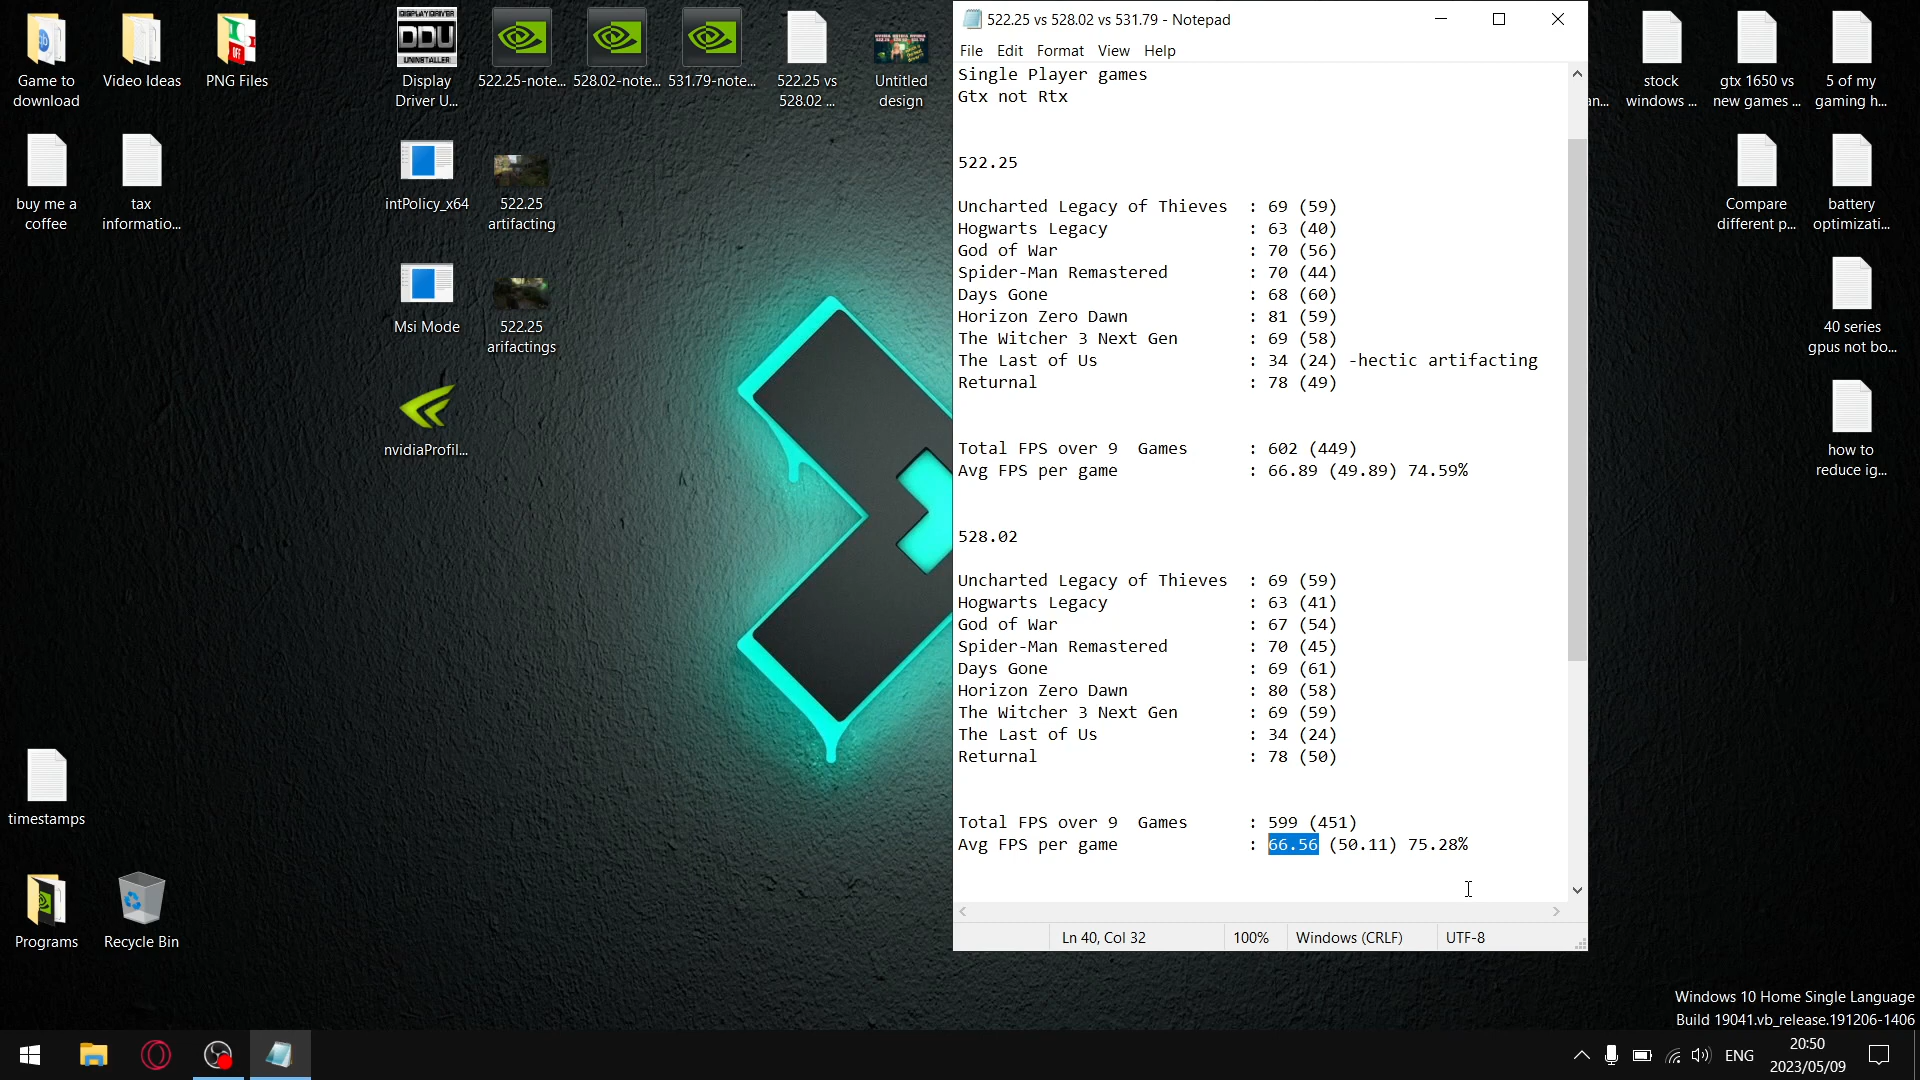 Game to
download
Video Ideas
PNG Files
DDU
UNINSTALLER
Display
Driver U...
522.25-note...
528.02-note...
531.79-note...
522.25 vs
528.02 ...
Untitled
design
buy me a
coffee
tax
informatio...
intPolicy_x64
522.25
artifacting
Msi Mode
522.25
arifactings
nvidiaProfil...
timestamps
Programs
Recycle Bin
522.25 vs 528.02 vs 531.79 - Notepad
File Edit Format View Help
Single Player games
Gtx not Rtx
522.25
Uncharted Legacy of Thieves : 69 (59)
Hogwarts Legacy : 63 (40)
God of War : 70 (56)
Spider-Man Remastered : 70 (44)
Days Gone : 68 (60)
Horizon Zero Dawn : 81 (59)
The Witcher 3 Next Gen : 69 (58)
The Last of Us : 34 (24) -hectic artifacting
Returnal : 78 (49)
Total FPS over 9 Games : 602 (449)
Avg FPS per game : 66.89 (49.89) 74.59%
528.02
Uncharted Legacy of Thieves : 69 (59)
Hogwarts Legacy : 63 (41)
God of War : 67 (54)
Spider-Man Remastered : 70 (45)
Days Gone : 69 (61)
Horizon Zero Dawn : 80 (58)
The Witcher 3 Next Gen : 69 (59)
The Last of Us : 34 (24)
Returnal : 78 (50)
Total FPS over 9 Games : 599 (451)
Avg FPS per game : 66.56 (50.11) 75.28%
Ln 40, Col 32
100%
Windows (CRLF)
UTF-8
an...
stock
windows ...
gtx 1650 vs
new games ...
5 of my
gaming h...
Compare
different p...
battery
optimizati...
40 series
gpus not bo...
how to
reduce ig...
Windows 10 Home Single Language
Build 19041.vb_release.191206-1406
ENG
20:50
2023/05/09